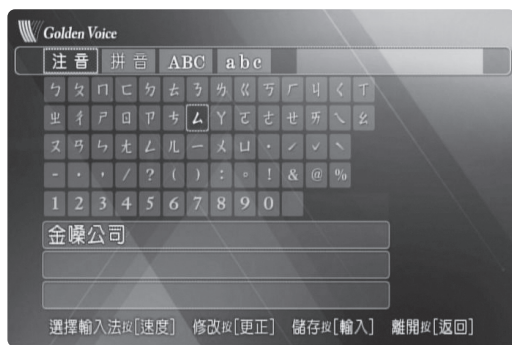 Golden Voice
注音 拼音 ABC abc
ㄅ ㄆ ㄇ ㄈ ㄉ ㄊ ㄋ ㄌ ㄍ ㄎ ㄏ ㄐ ㄑ ㄒ
ㄓ ㄔ ㄕ ㄖ ㄗ ㄘ ㄙ ㄚ ㄛ ㄜ ㄝ ㄞ ㄟ ㄠ
ㄡ ㄢ ㄣ ㄤ ㄥ ㄦ ㄧ ㄨ ㄩ ˙ ˊ ˇ ˋ
- · , / ? ( ) : 。 ! & @ %
1 2 3 4 5 6 7 8 9 0
金嗓公司
選擇輸入法按[速度] 修改按[更正] 儲存按[輸入] 離開按[返回]